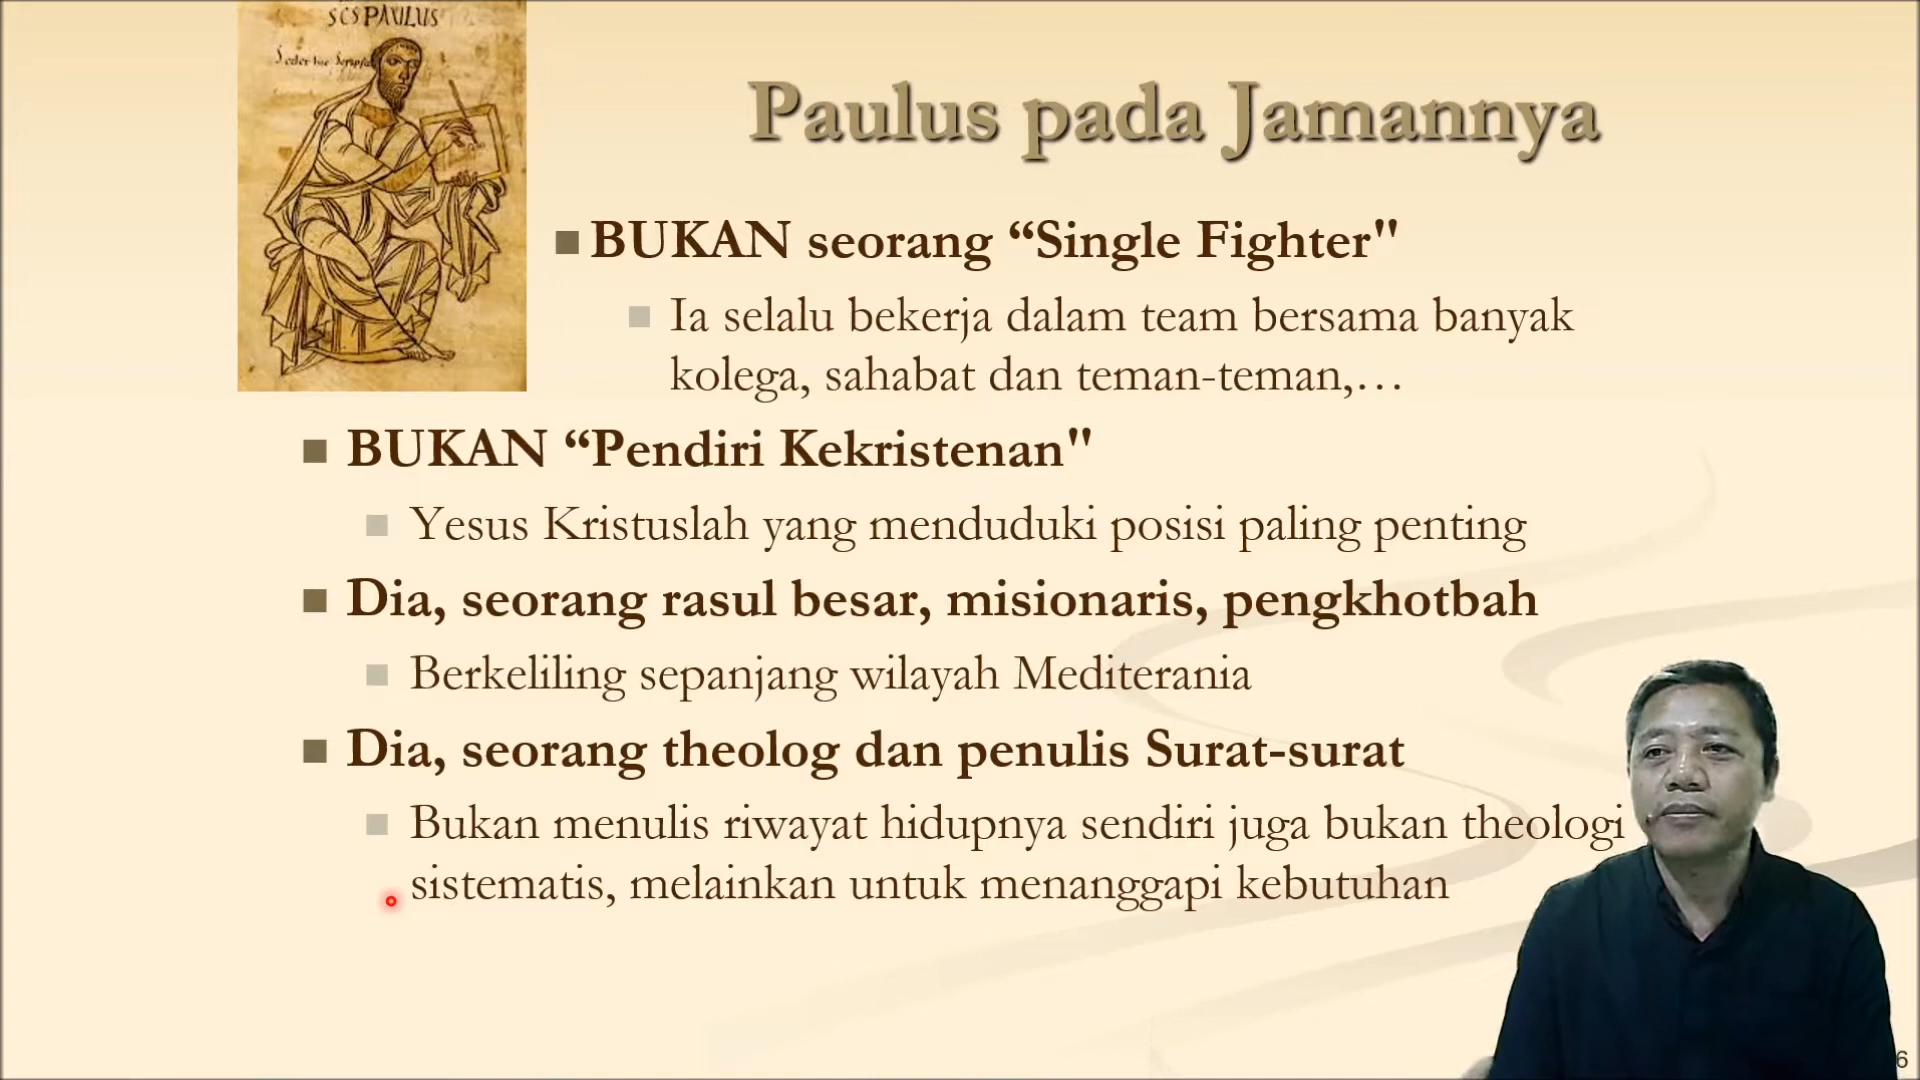 SCS PAULUS
Paulus pada Jamannya
BUKAN seorang “Single Fighter"
Ia selalu bekerja dalam team bersama banyak
kolega, sahabat dan teman-teman,…
BUKAN “Pendiri Kekristenan"
Yesus Kristuslah yang menduduki posisi paling penting
Dia, seorang rasul besar, misionaris, pengkhotbah
Berkeliling sepanjang wilayah Mediterania
Dia, seorang theolog dan penulis Surat-surat
Bukan menulis riwayat hidupnya sendiri juga bukan theologi
sistematis, melainkan untuk menanggapi kebutuhan
6